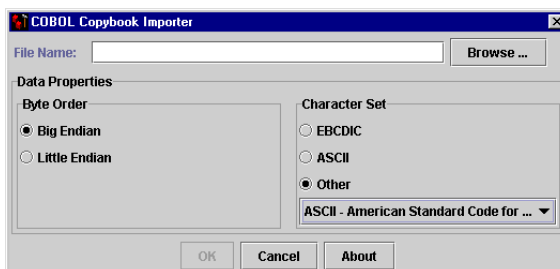 COBOL Copybook Importer
File Name: Browse ...
Data Properties
Byte Order Character Set
Big Endian EBCDIC
Little Endian ASCII
Other
ASCII - American Standard Code for ...
OK Cancel About